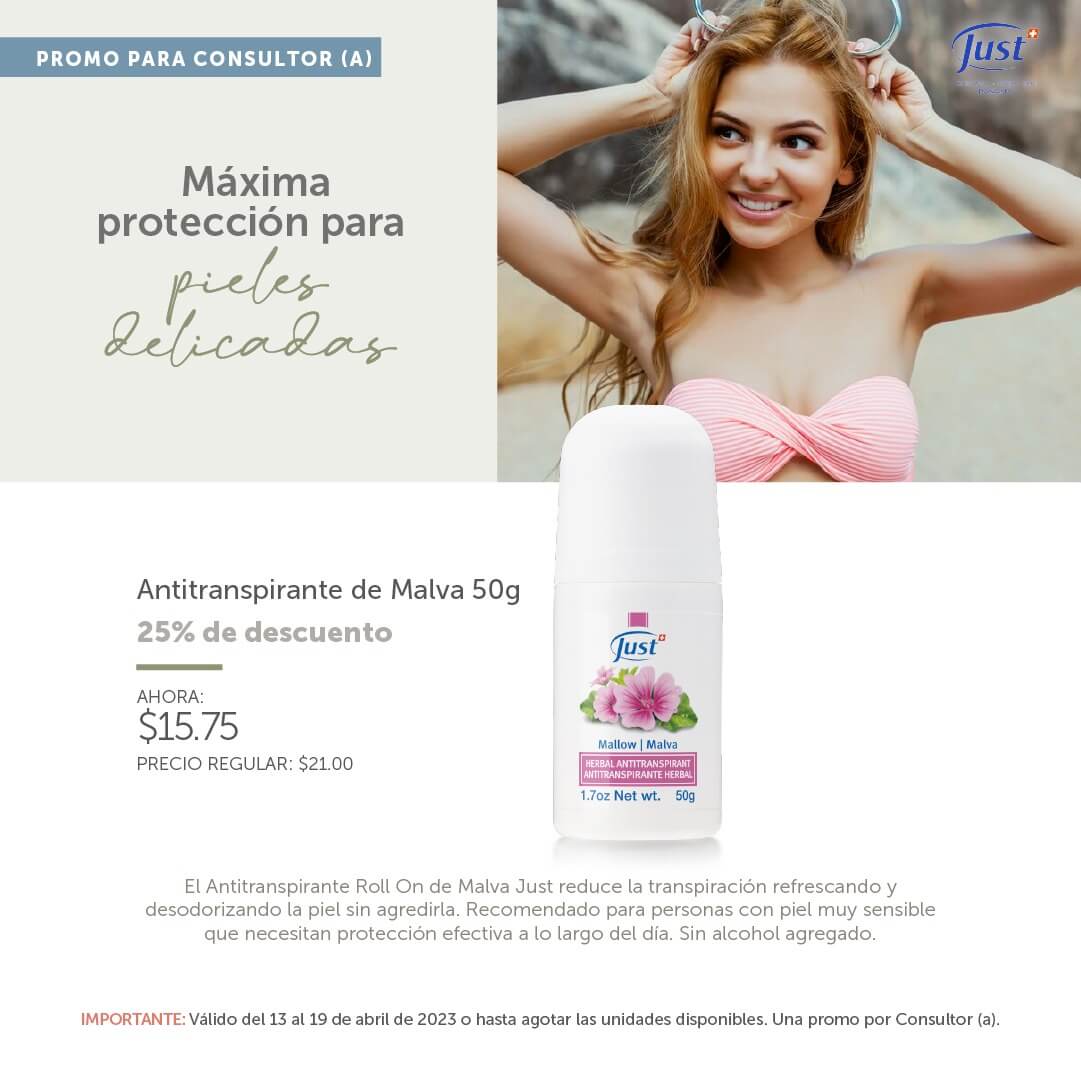 PROMO PARA CONSULTOR (A)
Just
Máxima
protección para
pieles
delicadas
Antitranspirante de Malva 50g
25% de descuento
AHORA:
$15.75
PRECIO REGULAR: $21.00
Just
Mallow | Malva
HERBAL ANTITRANSPIRANT
ANTITRANSPIRANTE HERBAL
1.7oz Net wt. 50g
El Antitranspirante Roll On de Malva Just reduce la transpiración refrescando y
desodorizando la piel sin agredirla. Recomendado para personas con piel muy sensible
que necesitan protección efectiva a lo largo del día. Sin alcohol agregado.
IMPORTANTE: Válido del 13 al 19 de abril de 2023 o hasta agotar las unidades disponibles. Una promo por Consultor (a).